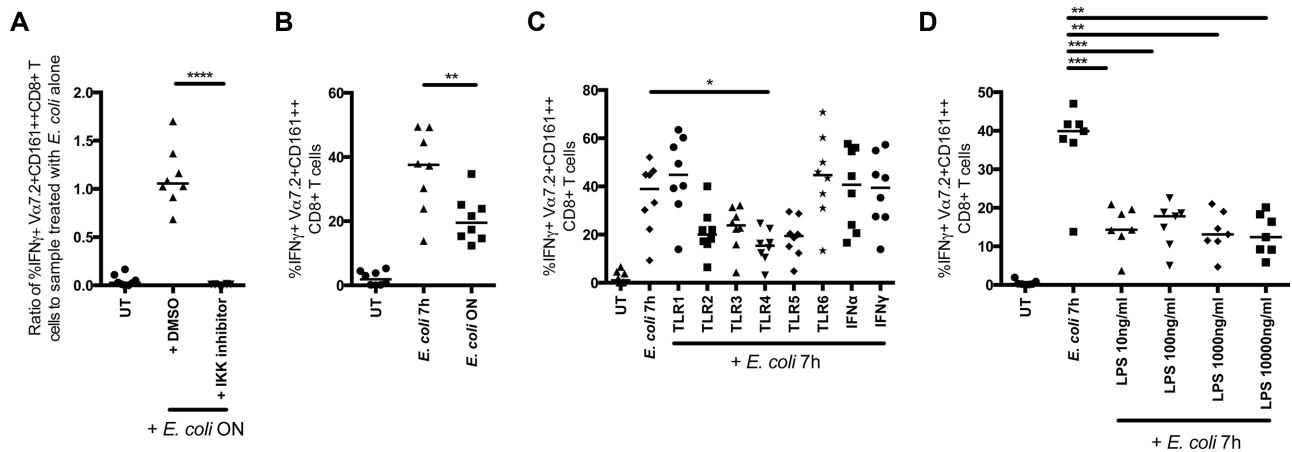 A
Ratio of %IFNγ+ Vα7.2+CD161++CD8+ T
cells to sample treated with E. coli alone
2.0
1.5
1.0
0.5
0.0
****
UT
+ DMSO
+ IKK inhibitor
+ E. coli ON
B
%IFNγ+ Vα7.2+CD161++
CD8+ T cells
60
40
20
0
**
UT
E. coli 7h
E. coli ON
C
%IFNγ+ Vα7.2+CD161++
CD8+ T cells
80
60
40
20
0
*
UT
E. coli 7h
TLR1
TLR2
TLR3
TLR4
TLR5
TLR6
IFNα
IFNγ
+ E. coli 7h
D
%IFNγ+ Vα7.2+CD161++
CD8+ T cells
50
40
30
20
10
0
**
**
***
***
UT
E. coli 7h
LPS 10ng/ml
LPS 100ng/ml
LPS 1000ng/ml
LPS 10000ng/ml
+ E. coli 7h